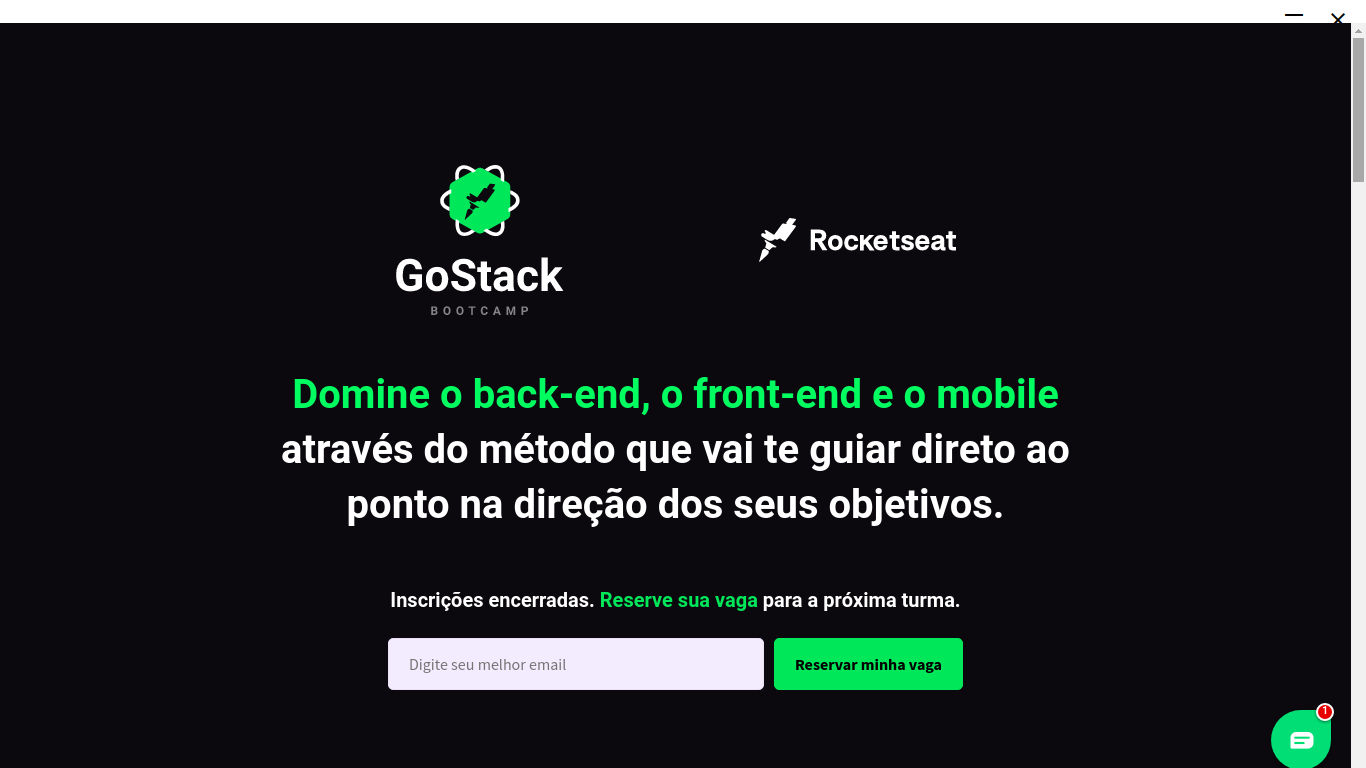 GoStack
BOOTCAMP
Rocketseat
Domine o back-end, o front-end e o mobile
através do método que vai te guiar direto ao
ponto na direção dos seus objetivos.
Inscrições encerradas. Reserve sua vaga para a próxima turma.
Digite seu melhor email
Reservar minha vaga
1